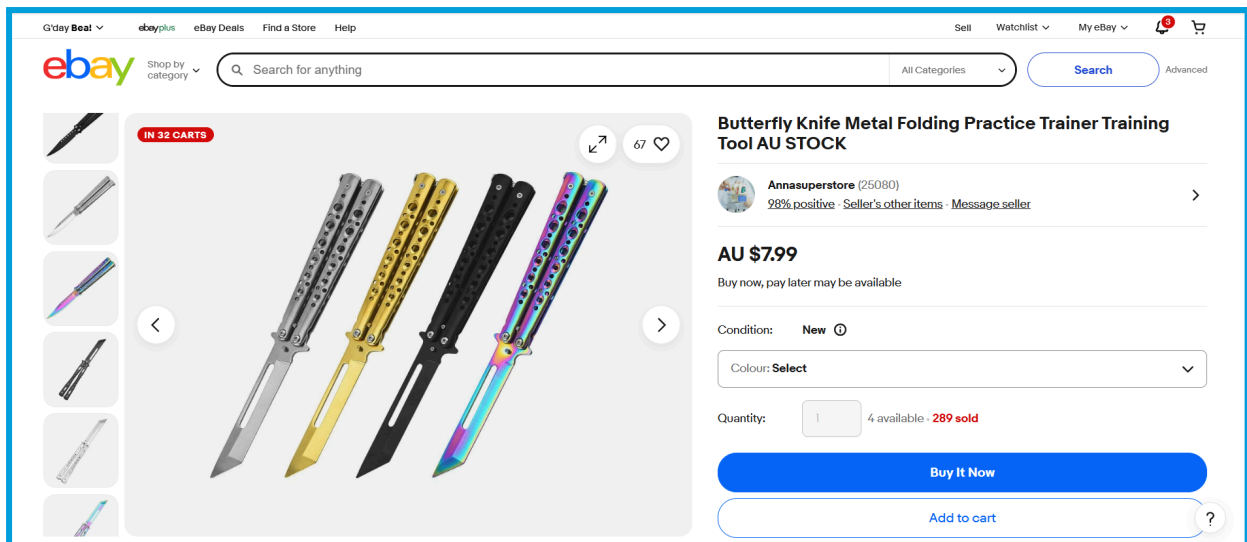 G'day Bea!
ebayplus
eBay Deals
Find a Store
Help
Sell
Watchlist
My eBay
3
ebay
Shop by
category
Search for anything
All Categories
Search
Advanced
IN 32 CARTS
67
Butterfly Knife Metal Folding Practice Trainer Training
Tool AU STOCK
Annasuperstore (25080)
98% positive · Seller's other items · Message seller
AU $7.99
Buy now, pay later may be available
Condition: New
Colour: Select
Quantity: 1 4 available · 289 sold
Buy It Now
Add to cart
?